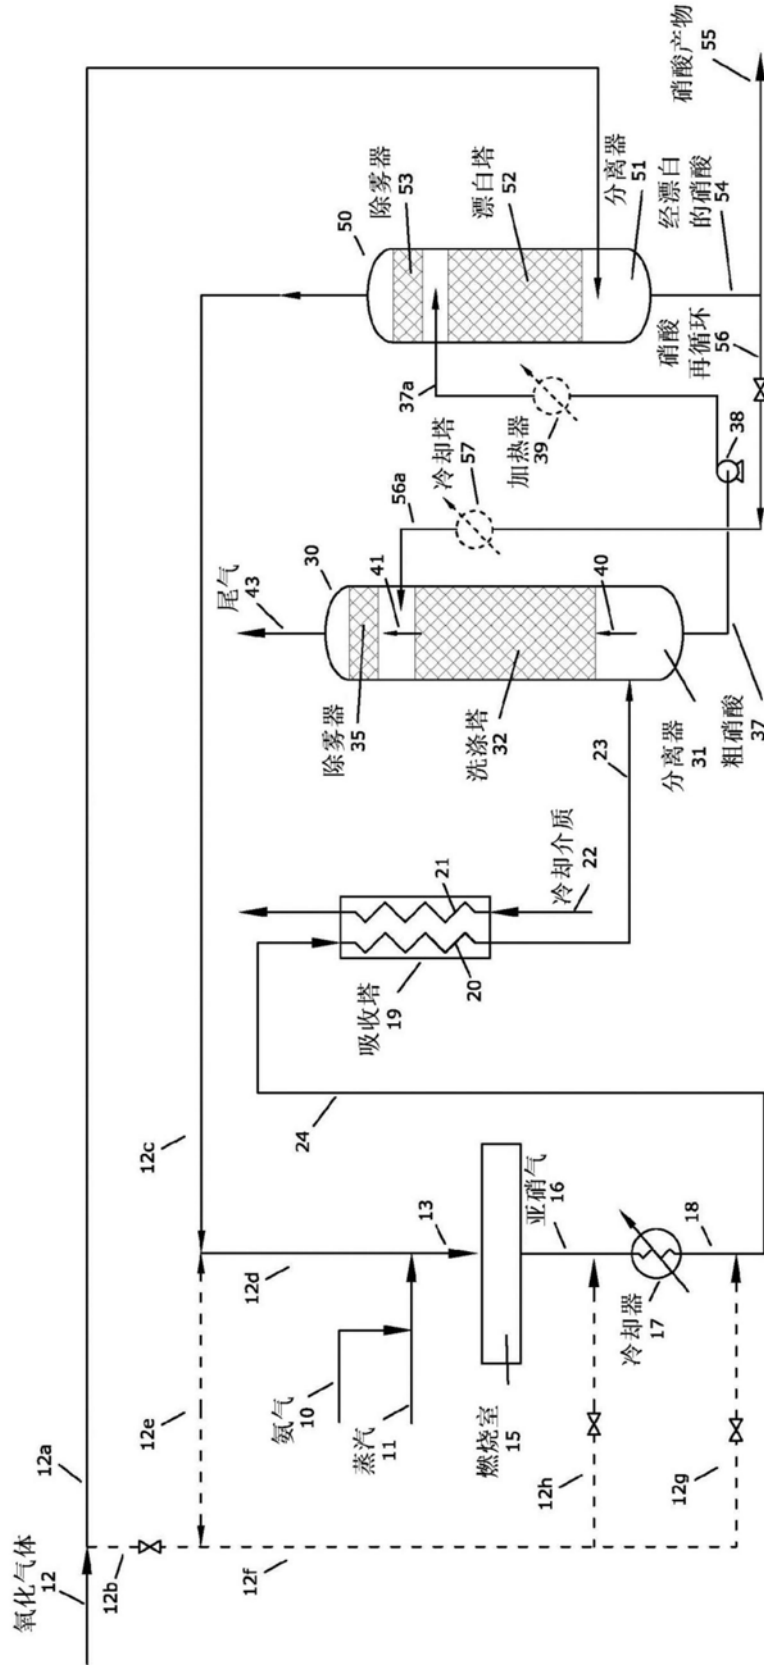 氧化气体
12
12a
12b
12c
12d
12e
12f
12g
12h
氨气
10
蒸汽
11
13
燃烧室
15
亚硝气
16
冷却器
17
18
24
吸收塔
19
20
21
冷却介质
22
23
尾气
43
30
除雾器
35
41
洗涤塔
32
40
分离器
31
粗硝酸
37
56a
冷却塔
57
37a
加热器
39
38
50
除雾器
53
漂白塔
52
分离器
51
经漂白
的硝酸
54
硝酸
再循环
56
硝酸产物
55